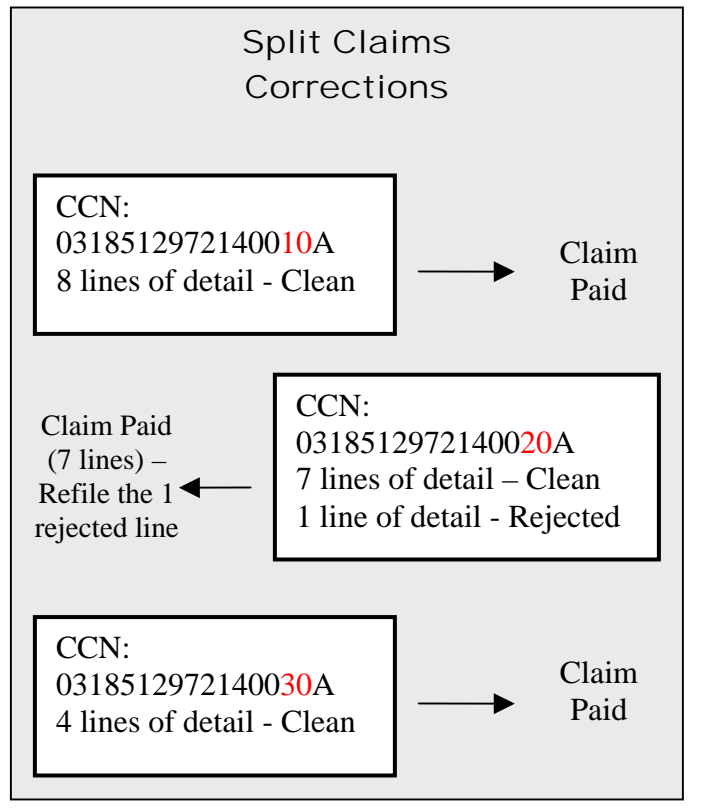 Split Claims
Corrections
CCN:
0318512972140010A
8 lines of detail - Clean
Claim
Paid
Claim Paid
(7 lines) –
Refile the 1
rejected line
CCN:
0318512972140020A
7 lines of detail – Clean
1 line of detail - Rejected
CCN:
0318512972140030A
4 lines of detail - Clean
Claim
Paid